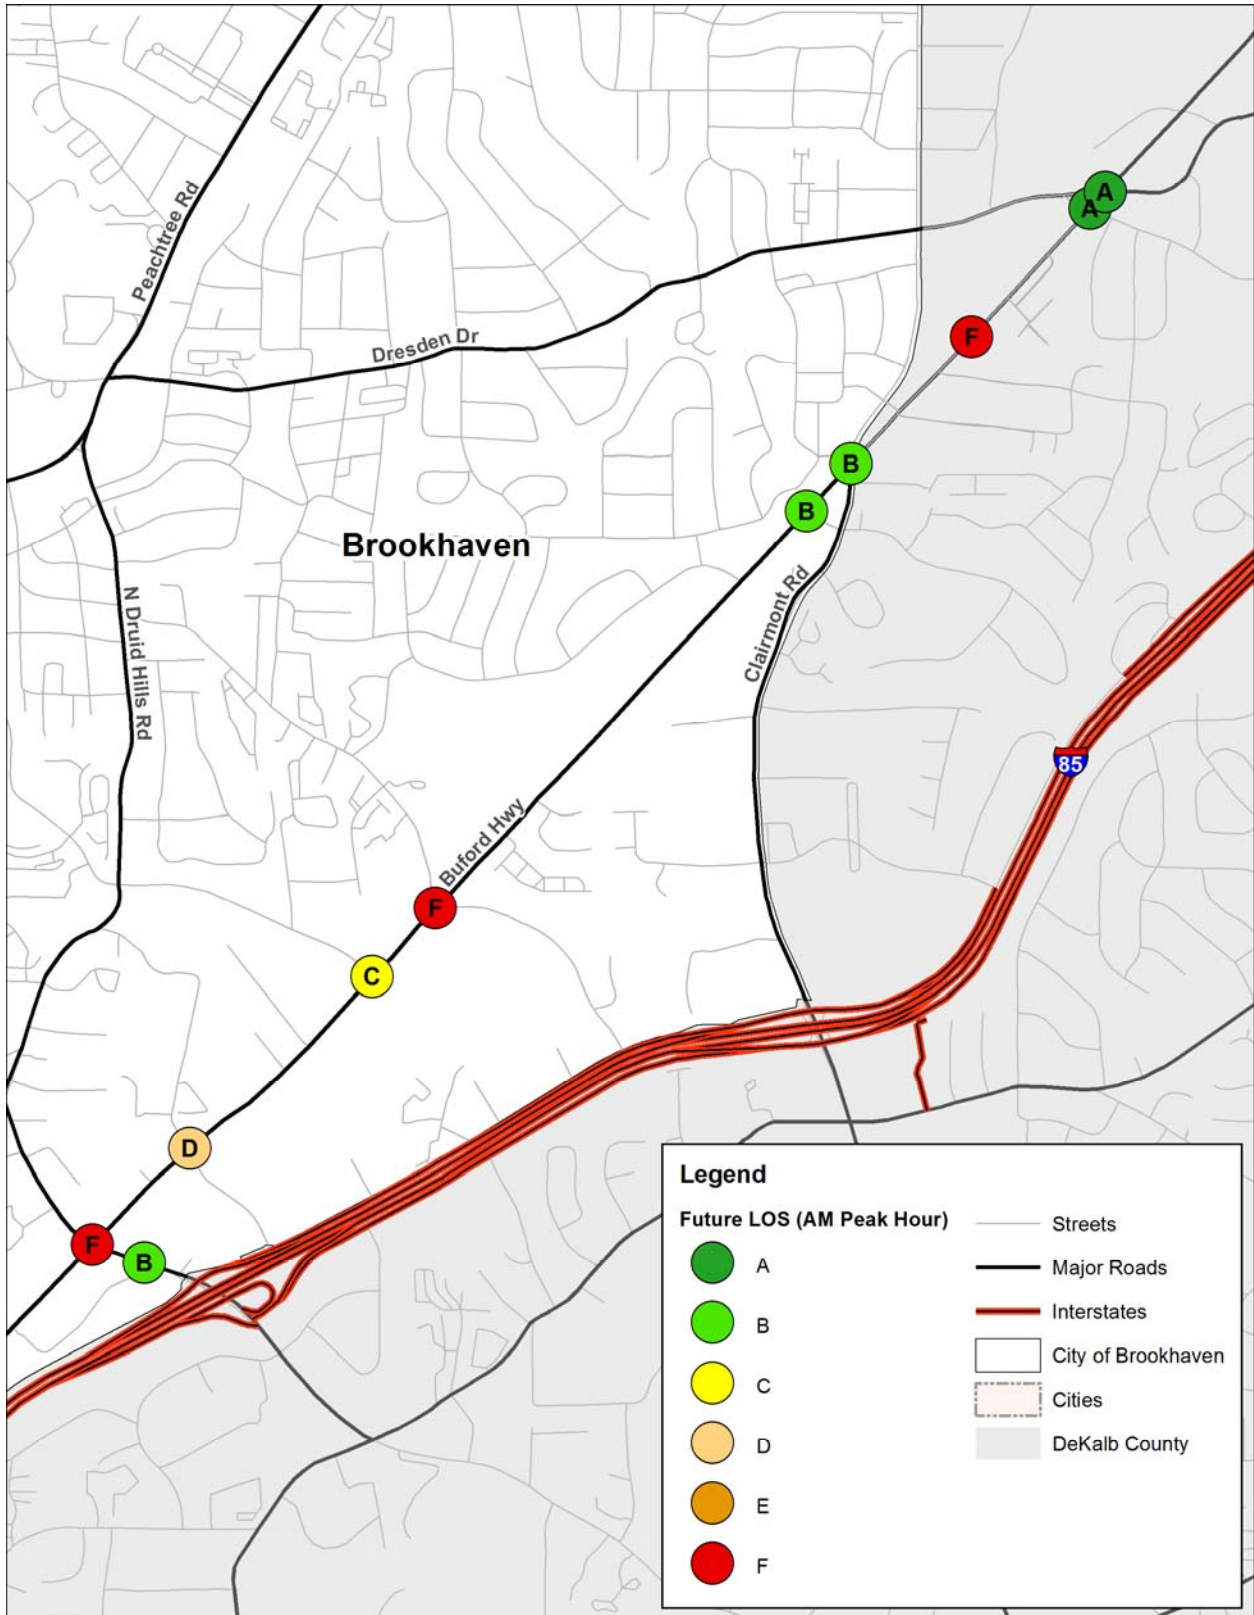 A
A
Peachtree Rd
F
Dresden Dr
B
B
Brookhaven
Clairmont Rd
N Druid Hills Rd
85
Buford Hwy
F
C
D
F
B
Legend
Future LOS (AM Peak Hour)
A
B
C
D
E
F
Streets
Major Roads
Interstates
City of Brookhaven
Cities
DeKalb County